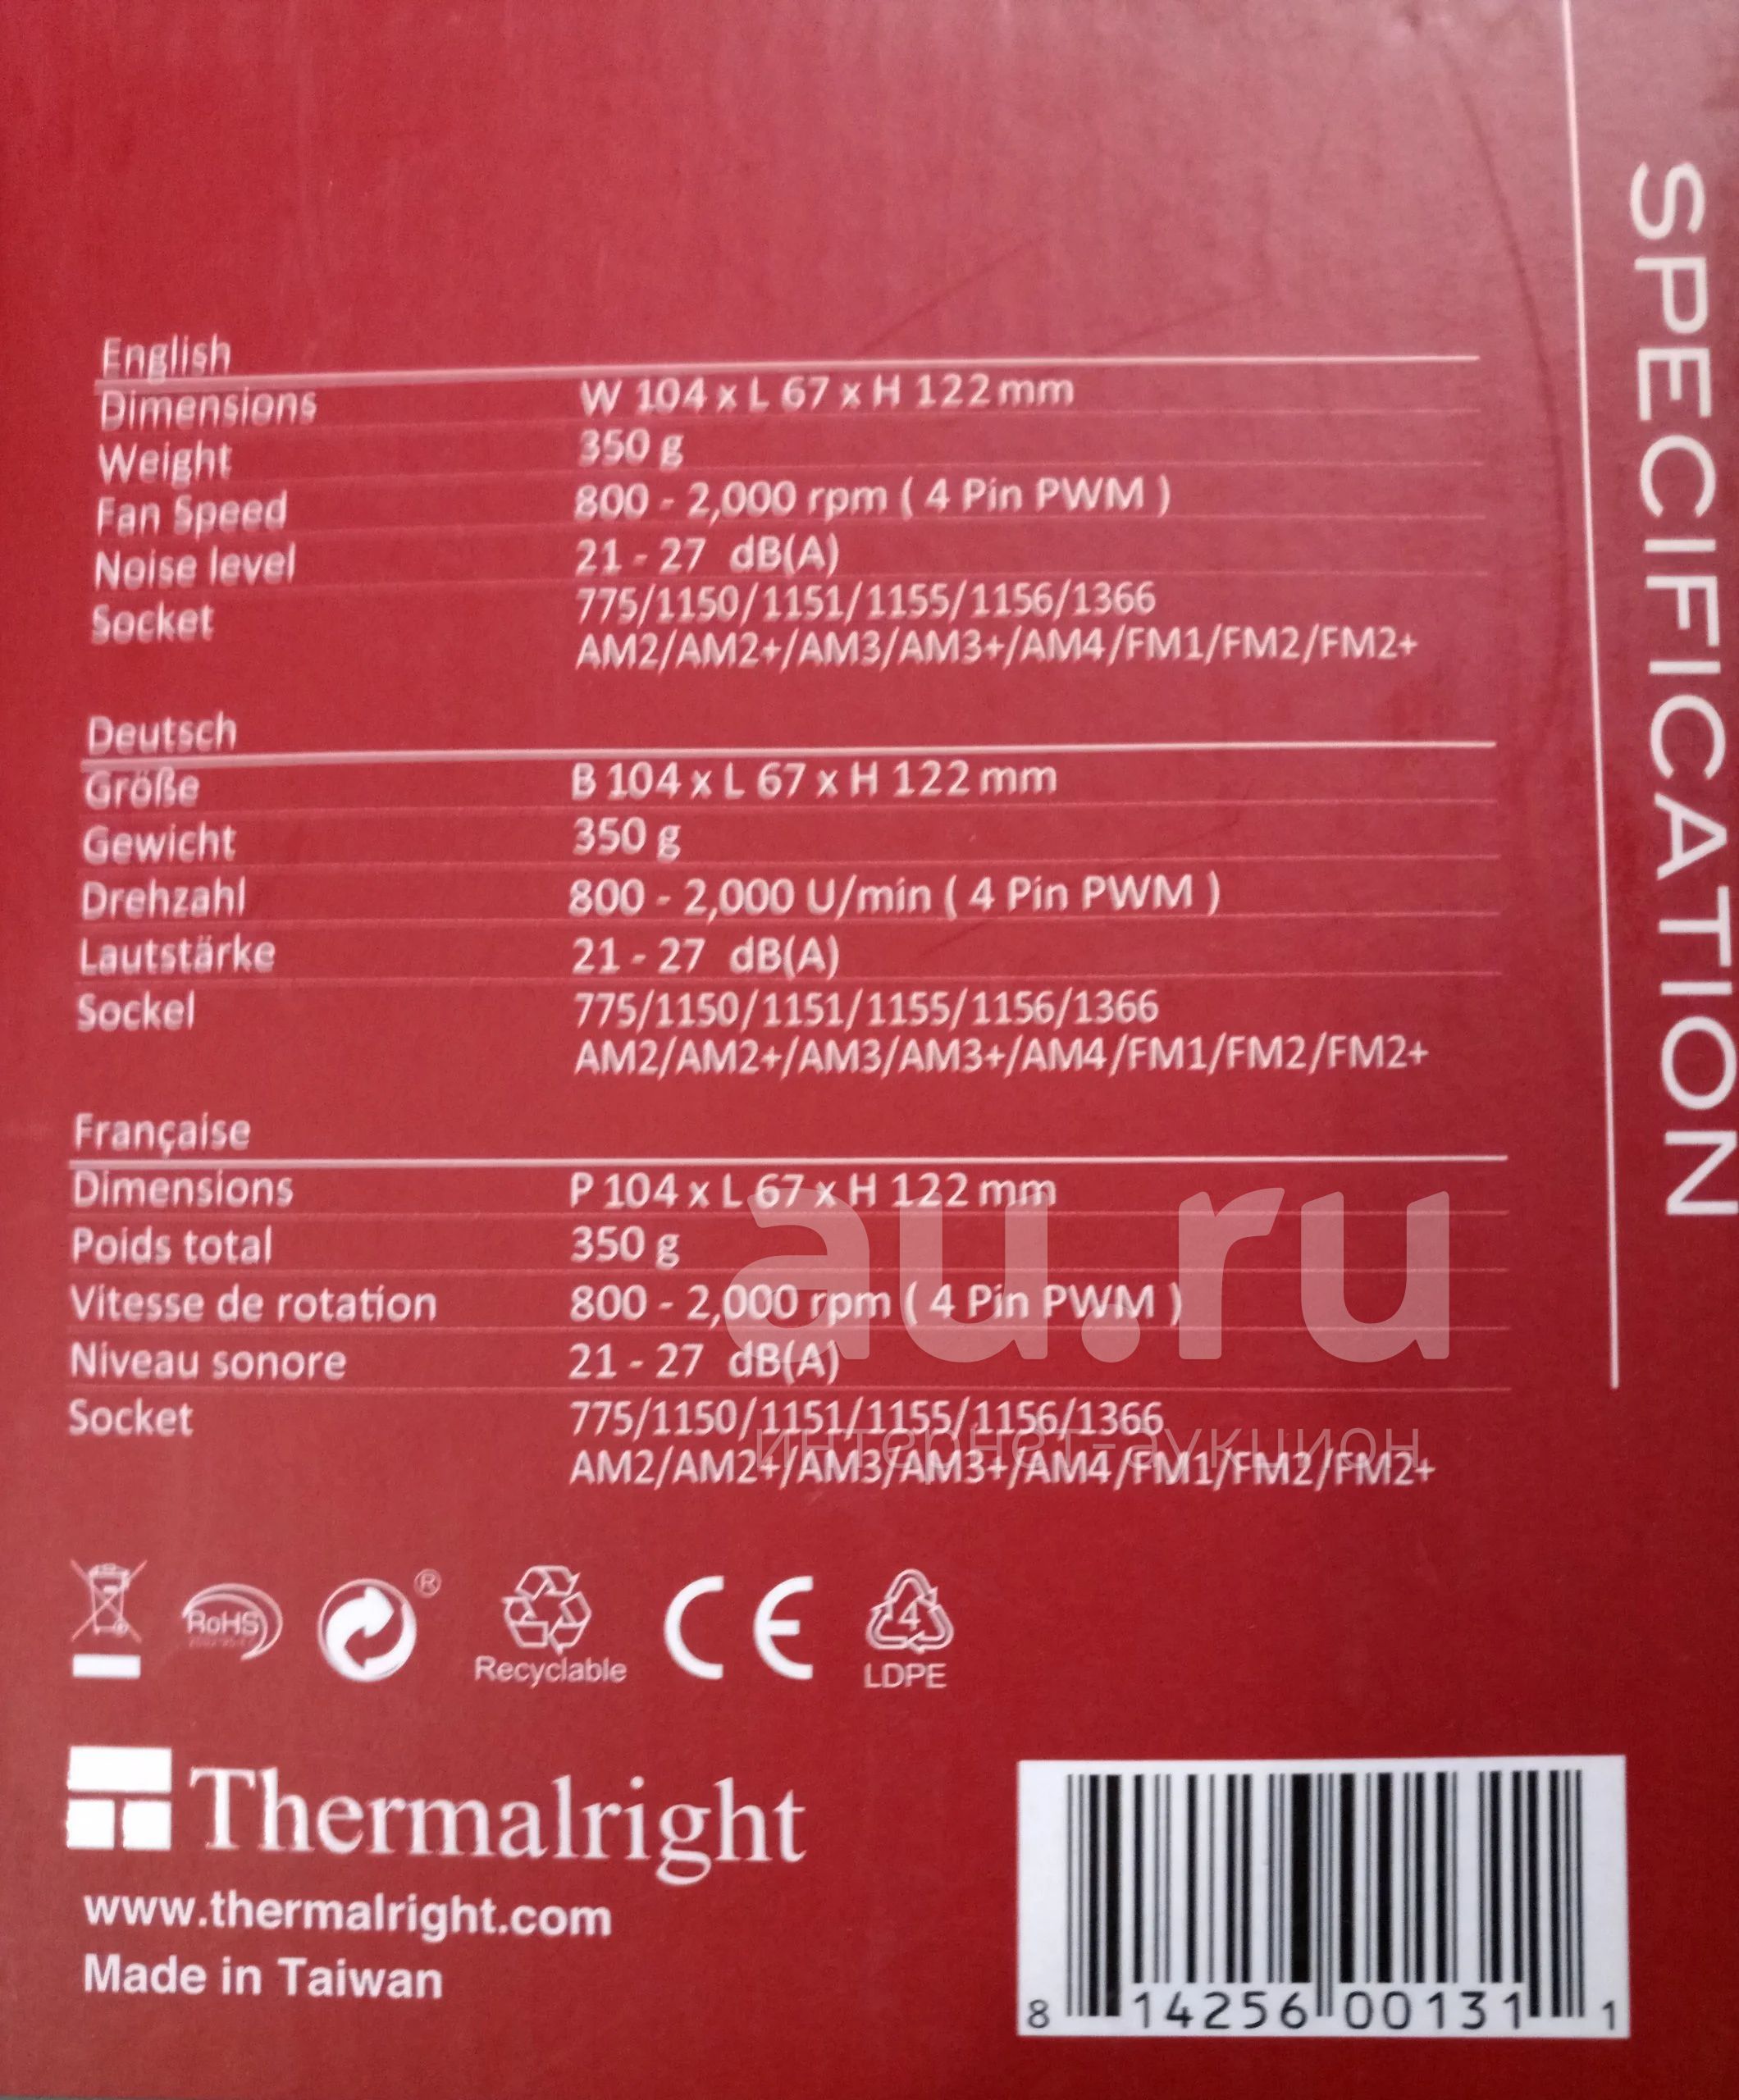 SPECIFICATION
English
Dimensions W 104 x L 67 x H 122 mm
Weight 350 g
Fan Speed 800 - 2,000 rpm ( 4 Pin PWM )
Noise level 21 - 27 dB(A)
Socket 775/1150/1151/1155/1156/1366
AM2/AM2+/AM3/AM3+/AM4/FM1/FM2/FM2+
Deutsch
Größe B 104 x L 67 x H 122 mm
Gewicht 350 g
Drehzahl 800 - 2,000 U/min ( 4 Pin PWM )
Lautstärke 21 - 27 dB(A)
Sockel 775/1150/1151/1155/1156/1366
AM2/AM2+/AM3/AM3+/AM4/FM1/FM2/FM2+
Française
Dimensions P 104 x L 67 x H 122 mm
Poids total 350 g
Vitesse de rotation 800 - 2,000 rpm ( 4 Pin PWM )
Niveau sonore 21 - 27 dB(A)
Socket 775/1150/1151/1155/1156/1366
AM2/AM2+/AM3/AM3+/AM4/FM1/FM2/FM2+
au.ru
интернет-аукцион
RoHS
®
Recyclable
CE
4
LDPE
Thermalright
www.thermalright.com
Made in Taiwan
8 14256 00131 1